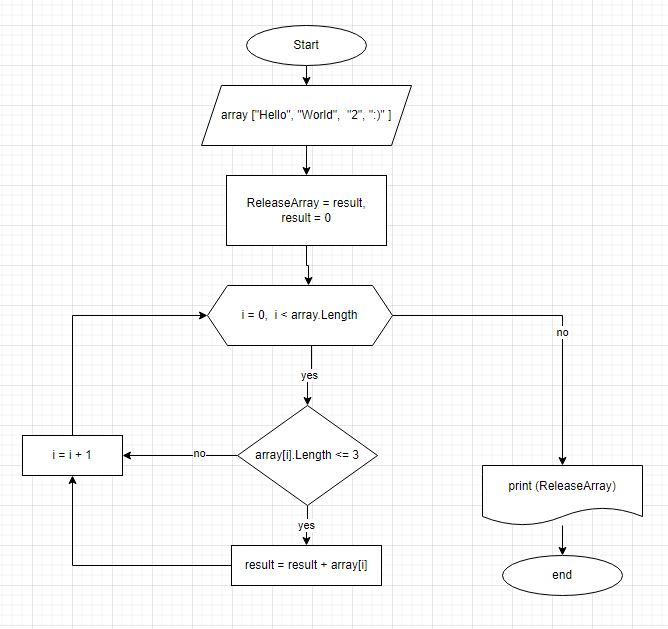 Start
array ["Hello", "World",  "2", ":)" ]
ReleaseArray = result,
result = 0
i = 0,  i < array.Length
no
yes
i = i + 1
no
array[i].Length <= 3
print (ReleaseArray)
yes
result = result + array[i]
end